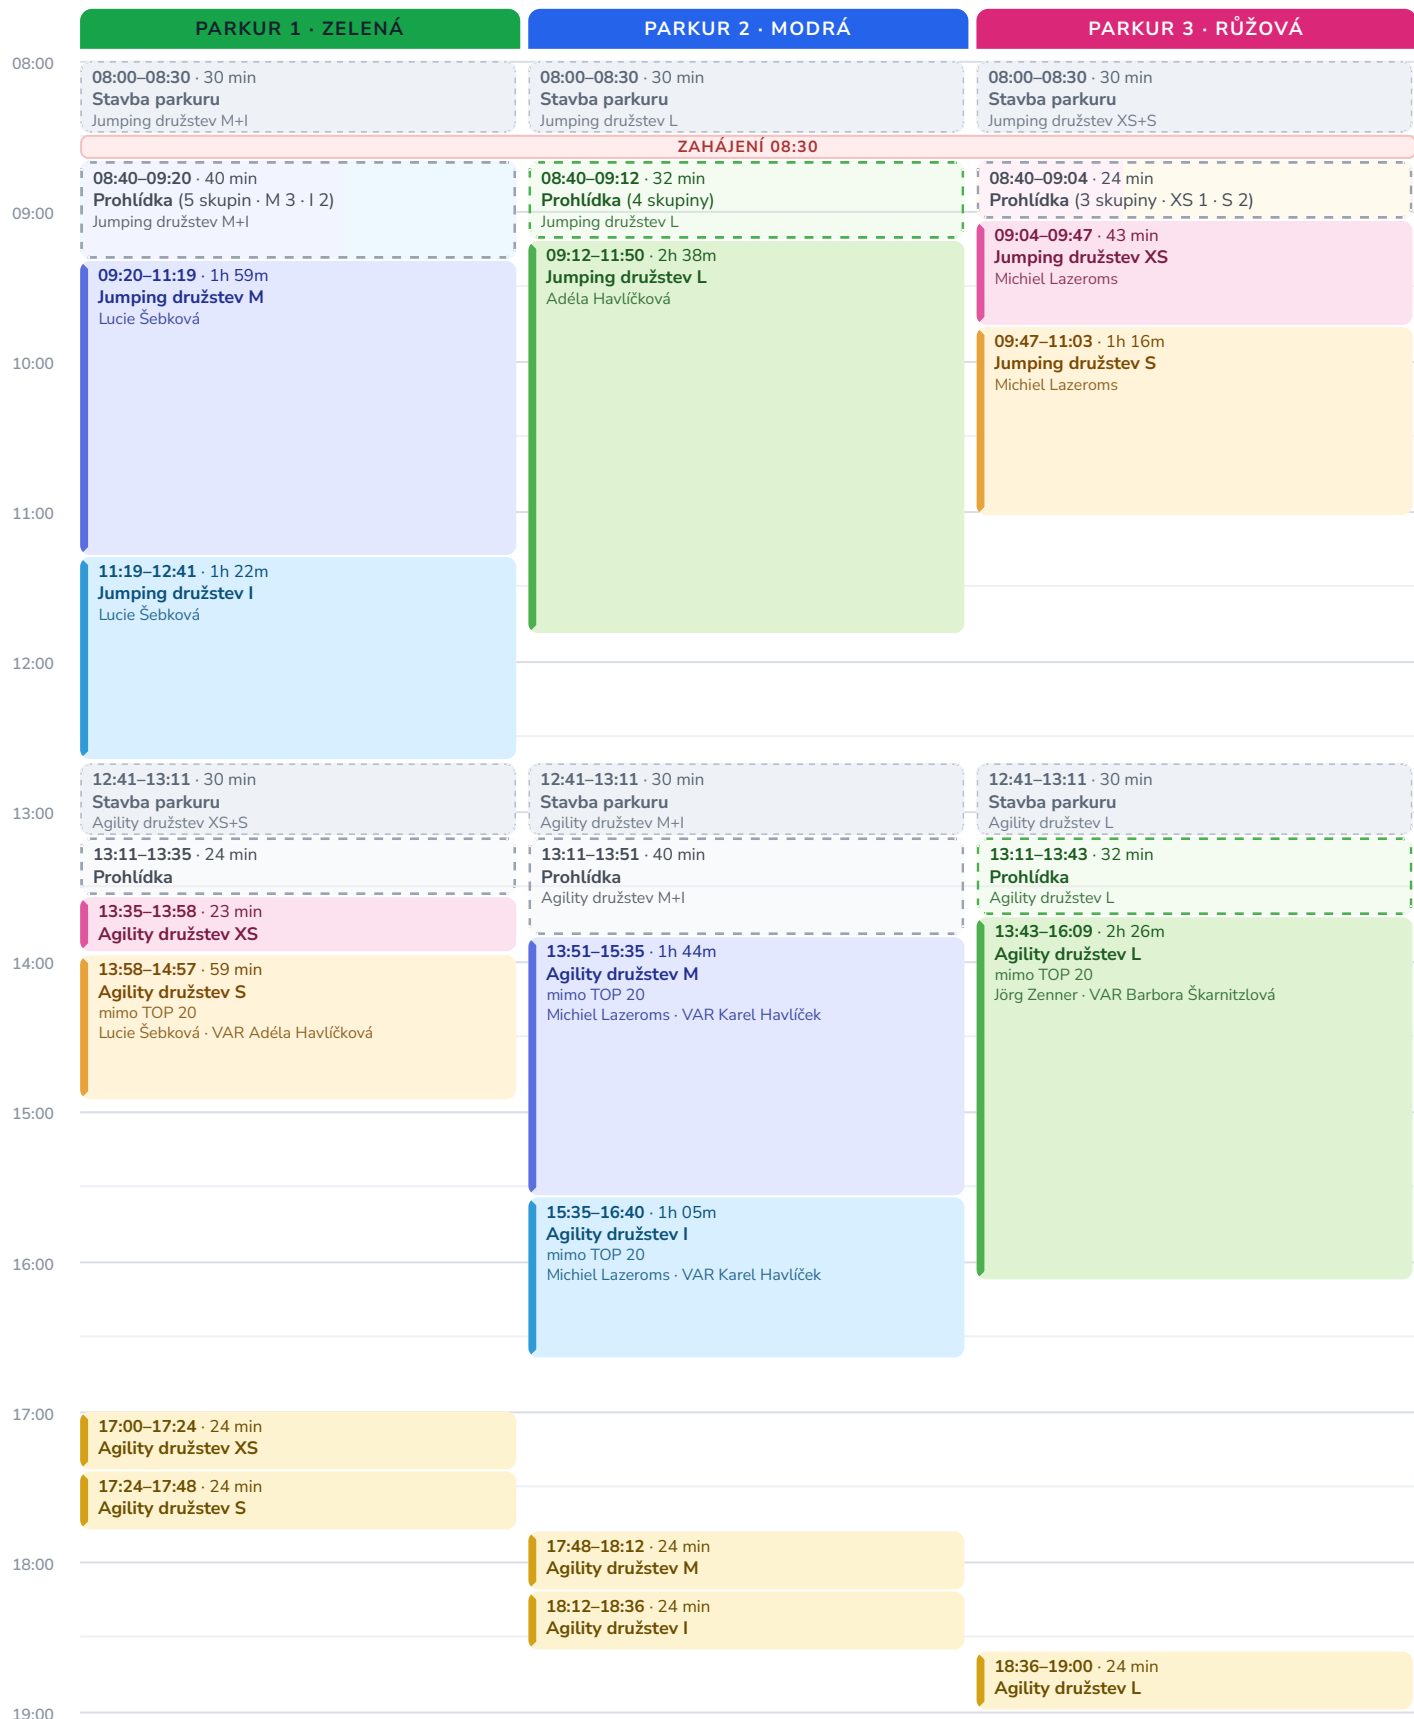 PARKUR 1 · ZELENÁ
PARKUR 2 · MODRÁ
PARKUR 3 · RŮŽOVÁ
08:00
08:00–08:30 · 30 min
Stavba parkuru
Jumping družstev M+I
08:00–08:30 · 30 min
Stavba parkuru
Jumping družstev L
08:00–08:30 · 30 min
Stavba parkuru
Jumping družstev XS+S
ZAHÁJENÍ 08:30
08:40–09:20 · 40 min
Prohlídka (5 skupin · M 3 · I 2)
Jumping družstev M+I
08:40–09:12 · 32 min
Prohlídka (4 skupiny)
Jumping družstev L
08:40–09:04 · 24 min
Prohlídka (3 skupiny · XS 1 · S 2)
09:00
09:20–11:19 · 1h 59m
Jumping družstev M
Lucie Šebková
09:12–11:50 · 2h 38m
Jumping družstev L
Adéla Havlíčková
09:04–09:47 · 43 min
Jumping družstev XS
Michiel Lazeroms
09:47–11:03 · 1h 16m
Jumping družstev S
Michiel Lazeroms
10:00
11:00
11:19–12:41 · 1h 22m
Jumping družstev I
Lucie Šebková
12:00
12:41–13:11 · 30 min
Stavba parkuru
Agility družstev XS+S
12:41–13:11 · 30 min
Stavba parkuru
Agility družstev M+I
12:41–13:11 · 30 min
Stavba parkuru
Agility družstev L
13:00
13:11–13:35 · 24 min
Prohlídka
13:11–13:51 · 40 min
Prohlídka
Agility družstev M+I
13:11–13:43 · 32 min
Prohlídka
Agility družstev L
13:35–13:58 · 23 min
Agility družstev XS
13:58–14:57 · 59 min
Agility družstev S
mimo TOP 20
Lucie Šebková · VAR Adéla Havlíčková
13:51–15:35 · 1h 44m
Agility družstev M
mimo TOP 20
Michiel Lazeroms · VAR Karel Havlíček
13:43–16:09 · 2h 26m
Agility družstev L
mimo TOP 20
Jörg Zenner · VAR Barbora Škarnitzlová
14:00
15:00
15:35–16:40 · 1h 05m
Agility družstev I
mimo TOP 20
Michiel Lazeroms · VAR Karel Havlíček
16:00
17:00
17:00–17:24 · 24 min
Agility družstev XS
17:24–17:48 · 24 min
Agility družstev S
17:48–18:12 · 24 min
Agility družstev M
18:00
18:12–18:36 · 24 min
Agility družstev I
18:36–19:00 · 24 min
Agility družstev L
19:00